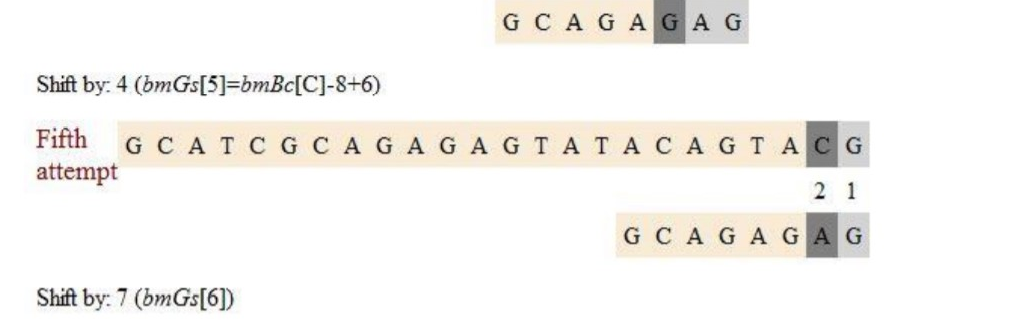 G C A G A G A G
Shift by: 4 (bmGs[5]=bmBc[C]-8+6)
Fifth attempt
G C A T C G C A G A G A G T A T A C A G T A C G
2 1
G C A G A G A G
Shift by: 7 (bmGs[6])